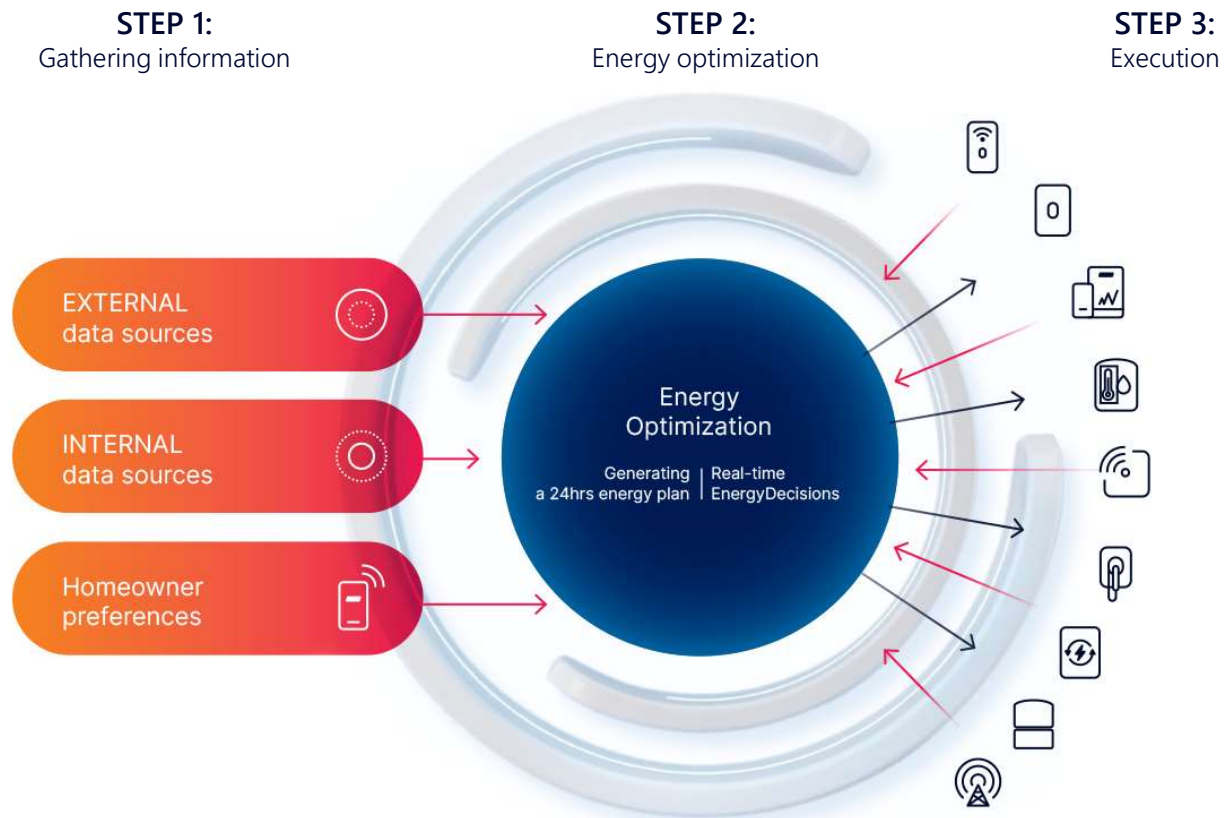 STEP 1:
Gathering information
STEP 2:
Energy optimization
STEP 3:
Execution
EXTERNAL
data sources
INTERNAL
data sources
Homeowner
preferences
Energy
Optimization
Generating
a 24hrs energy plan
Real-time
EnergyDecisions